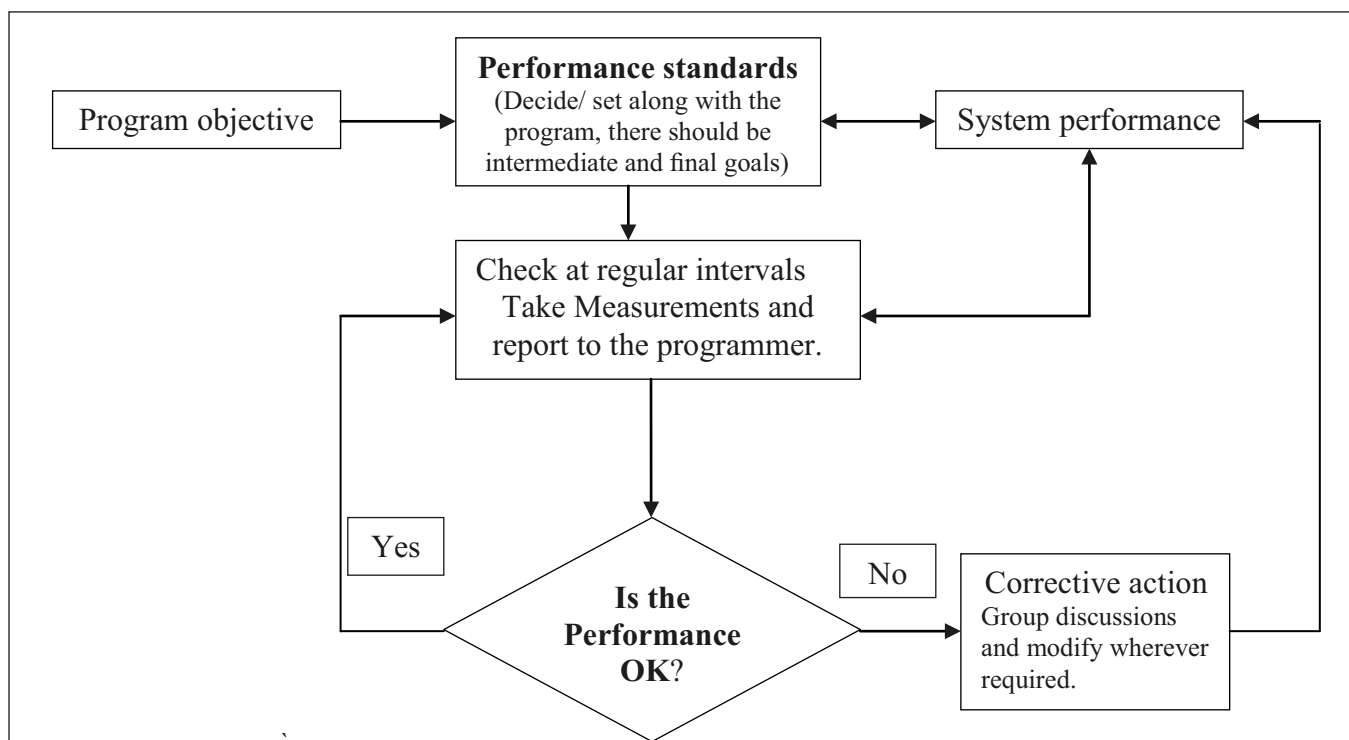 Program objective
Performance standards
(Decide/ set along with the
program, there should be
intermediate and final goals)
System performance
Check at regular intervals
Take Measurements and
report to the programmer.
Yes
No
Is the
Performance
OK?
Corrective action
Group discussions
and modify wherever
required.